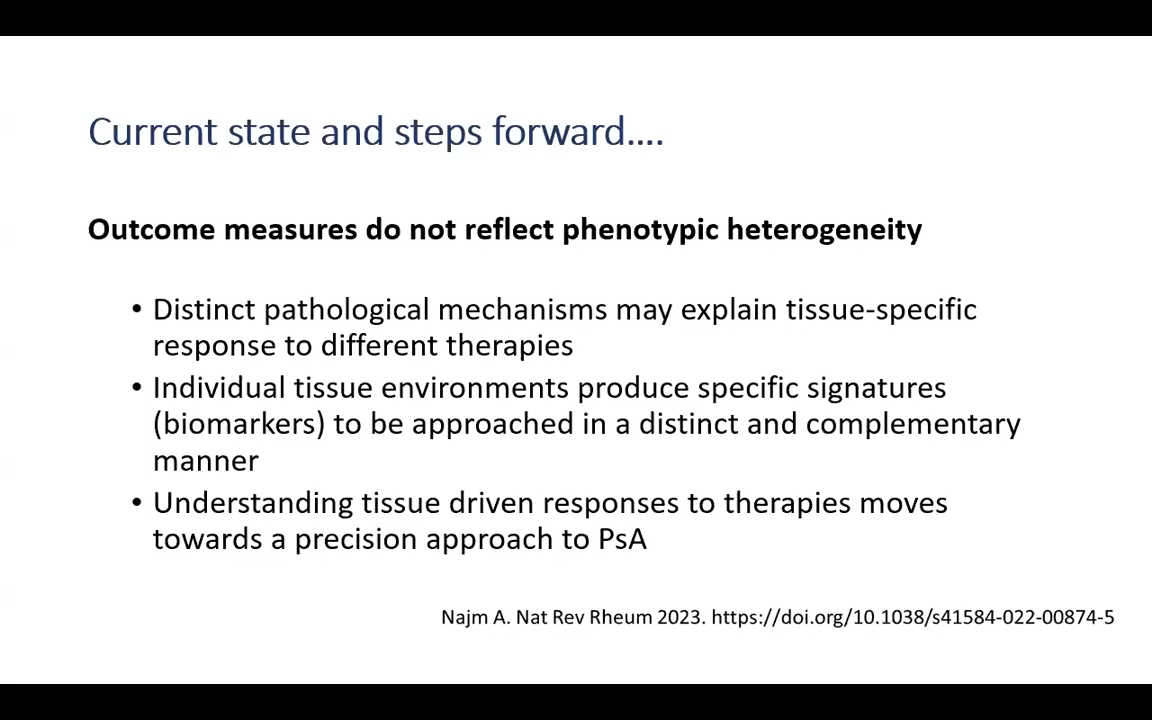 Current state and steps forward....
Outcome measures do not reflect phenotypic heterogeneity
• Distinct pathological mechanisms may explain tissue-specific
response to different therapies
• Individual tissue environments produce specific signatures
(biomarkers) to be approached in a distinct and complementary
manner
• Understanding tissue driven responses to therapies moves
towards a precision approach to PsA
Najm A. Nat Rev Rheum 2023. https://doi.org/10.1038/s41584-022-00874-5